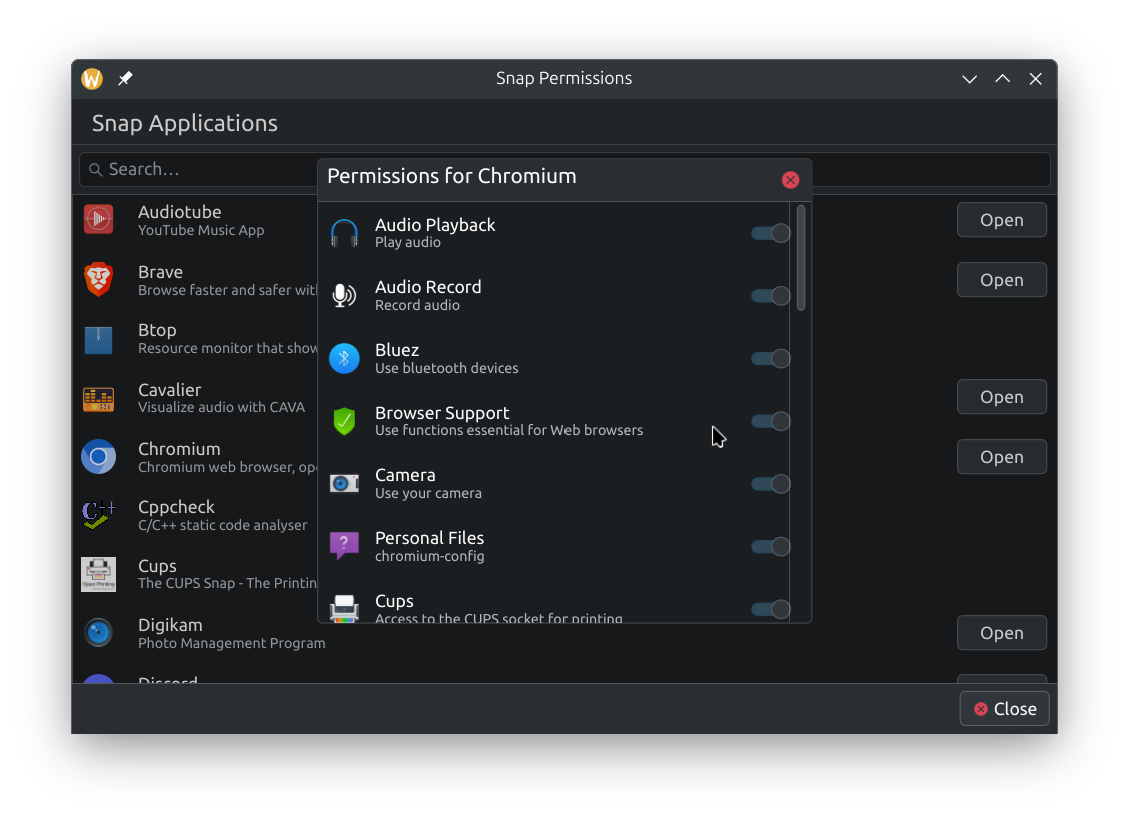 Snap Permissions
Snap Applications
Search…
Permissions for Chromium
Audio Playback
Play audio
Audio Record
Record audio
Bluez
Use bluetooth devices
Browser Support
Use functions essential for Web browsers
Camera
Use your camera
Personal Files
chromium-config
Cups
Access to the CUPS socket for printing
Audiotube
YouTube Music App
Open
Brave
Browse faster and safer with
Open
Btop
Resource monitor that show
Cavalier
Visualize audio with CAVA
Open
Chromium
Chromium web browser, op
Open
Cppcheck
C/C++ static code analyser
Cups
The CUPS Snap - The Printin
Digikam
Photo Management Program
Open
Discord
Close